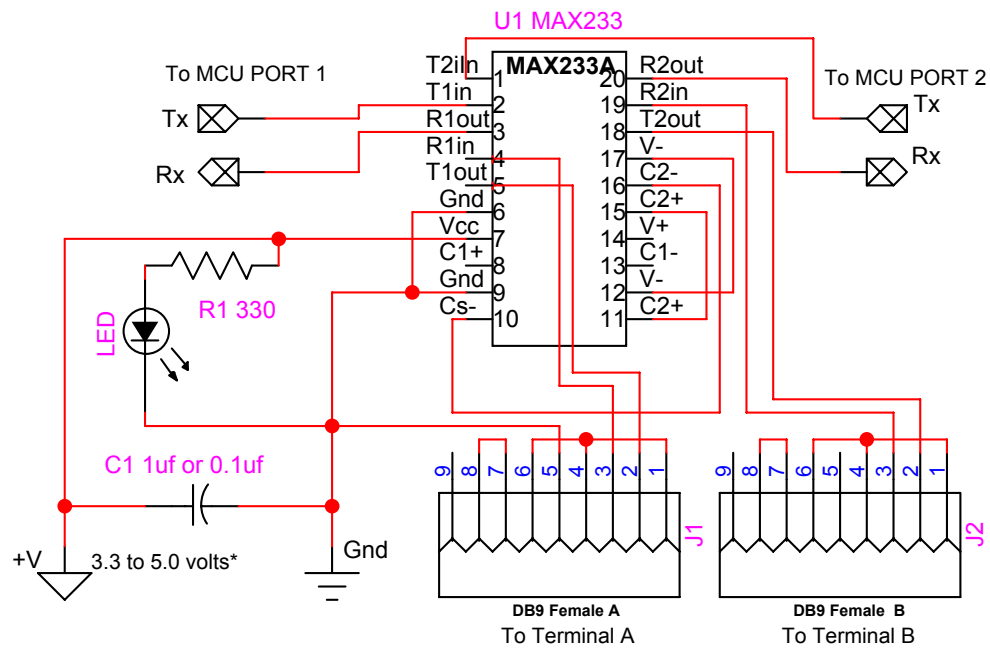 U1 MAX233
MAX233A
To MCU PORT 1
Tx
Rx
To MCU PORT 2
Tx
Rx
T2iIn
1
T1in
2
R1out
3
R1in
4
T1out
5
Gnd
6
Vcc
7
C1+
8
Gnd
9
Cs-
10
R2out
20
R2in
19
T2out
18
V-
17
C2-
16
C2+
15
V+
14
C1-
13
V-
12
C2+
11
R1 330
LED
C1 1uf or 0.1uf
+V
3.3 to 5.0 volts*
Gnd
9 8 7 6 5 4 3 2 1
J1
DB9 Female A
To Terminal A
9 8 7 6 5 4 3 2 1
J2
DB9 Female B
To Terminal B